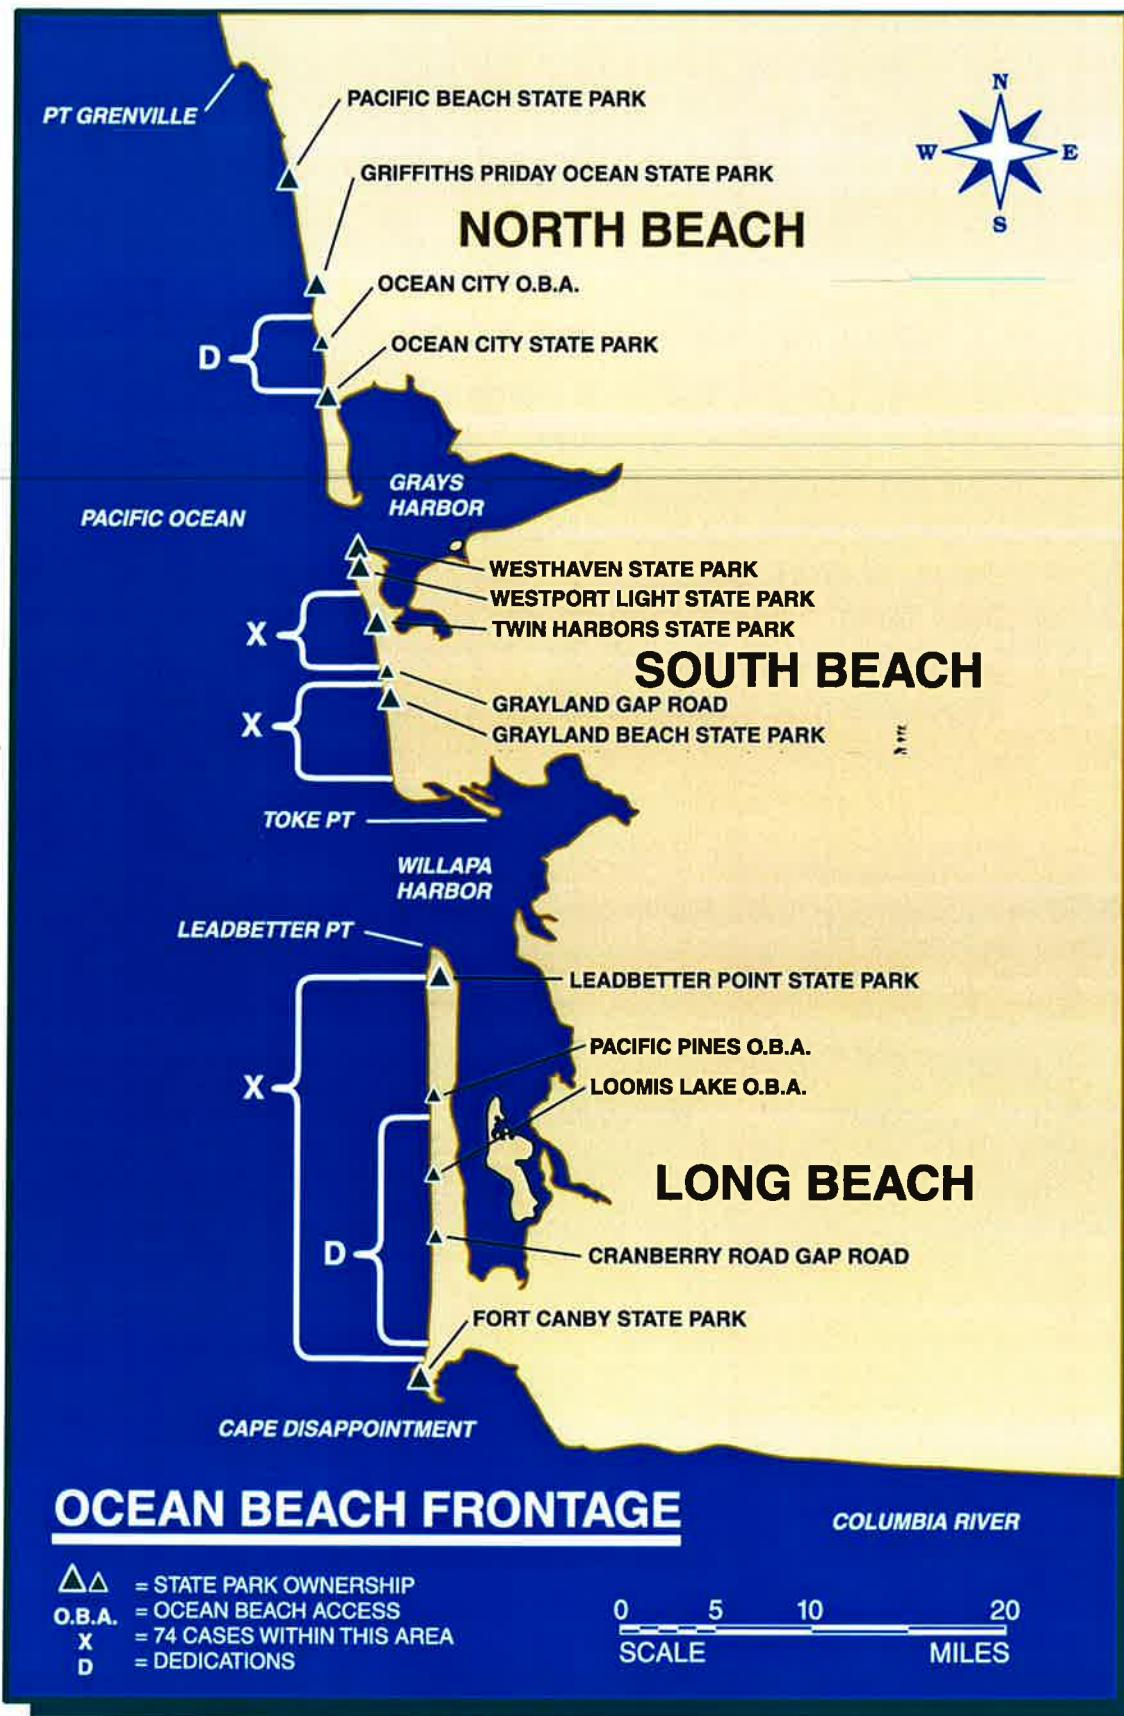 N
PT GRENVILLE
PACIFIC BEACH STATE PARK
W
E
GRIFFITHS PRIDAY OCEAN STATE PARK
S
NORTH BEACH
OCEAN CITY O.B.A.
D
OCEAN CITY STATE PARK
GRAYS
HARBOR
PACIFIC OCEAN
WESTHAVEN STATE PARK
WESTPORT LIGHT STATE PARK
X
TWIN HARBORS STATE PARK
SOUTH BEACH
GRAYLAND GAP ROAD
X
GRAYLAND BEACH STATE PARK
TOKE PT
WILLAPA
HARBOR
LEADBETTER PT
LEADBETTER POINT STATE PARK
PACIFIC PINES O.B.A.
X
LOOMIS LAKE O.B.A.
LONG BEACH
D
CRANBERRY ROAD GAP ROAD
FORT CANBY STATE PARK
CAPE DISAPPOINTMENT
OCEAN BEACH FRONTAGE
COLUMBIA RIVER
= STATE PARK OWNERSHIP
O.B.A. = OCEAN BEACH ACCESS
X = 74 CASES WITHIN THIS AREA
D = DEDICATIONS
0 5 10 20
SCALE MILES